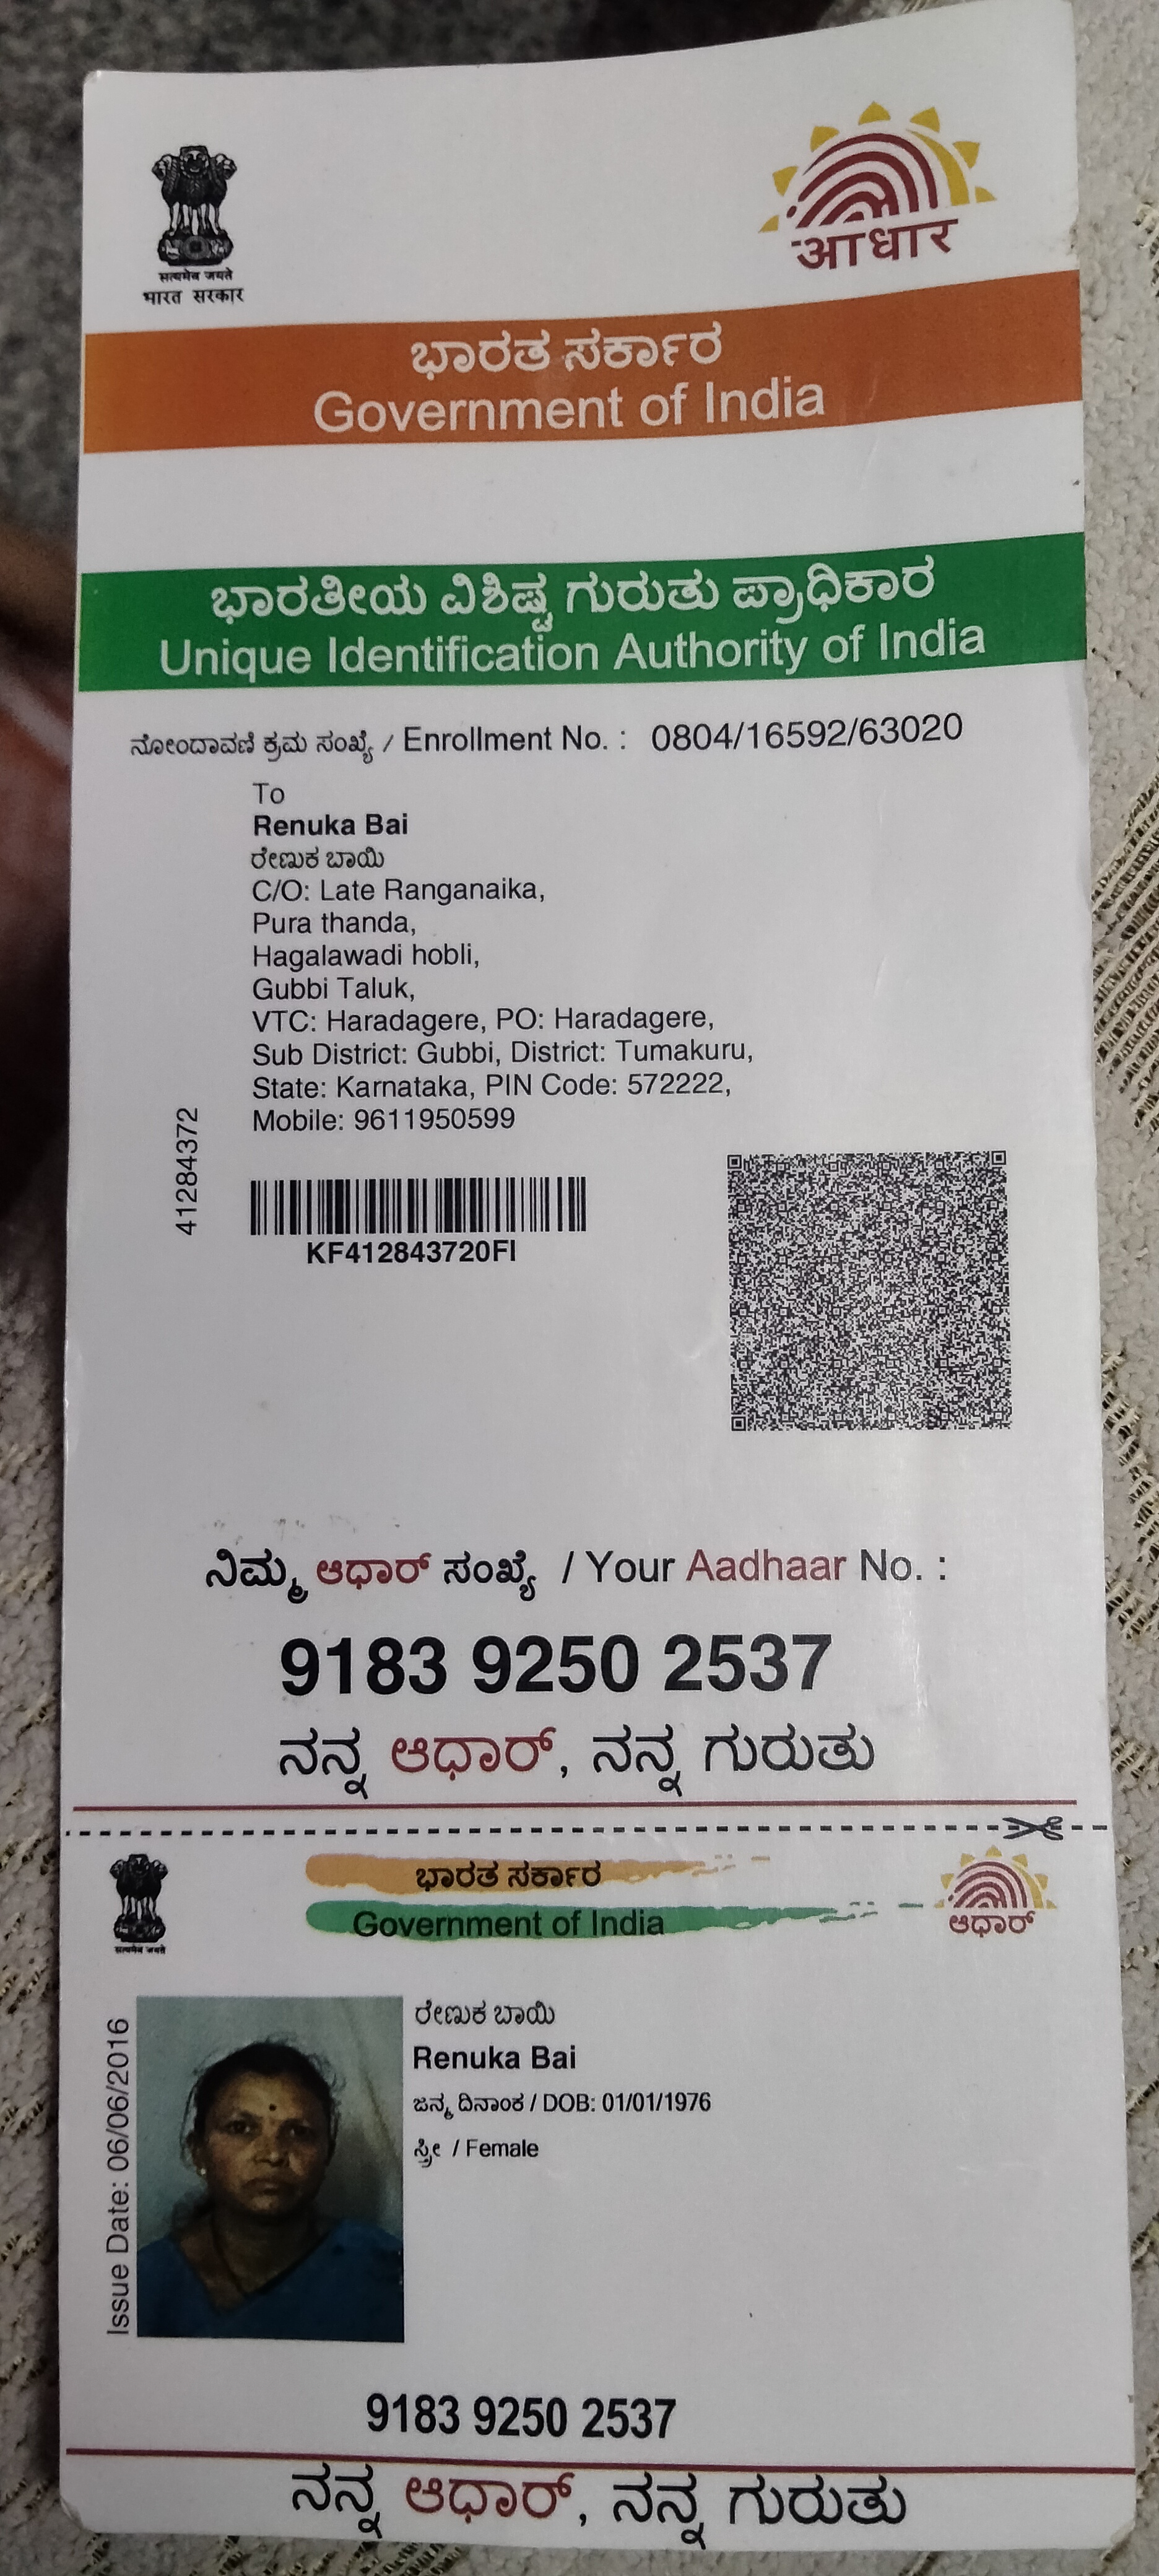 सत्यमेव जयते
भारत सरकार
आधार
ಭಾರತ ಸರ್ಕಾರ
Government of India
ಭಾರತೀಯ ವಿಶಿಷ್ಟ ಗುರುತು ಪ್ರಾಧಿಕಾರ
Unique Identification Authority of India
ನೋಂದಾವಣಿ ಕ್ರಮ ಸಂಖ್ಯೆ / Enrollment No. : 0804/16592/63020
To
Renuka Bai
ರೇಣುಕ ಬಾಯಿ
C/O: Late Ranganaika,
Pura thanda,
Hagalawadi hobli,
Gubbi Taluk,
VTC: Haradagere, PO: Haradagere,
Sub District: Gubbi, District: Tumakuru,
State: Karnataka, PIN Code: 572222,
Mobile: 9611950599
41284372
KF412843720FI
ನಿಮ್ಮ ಆಧಾರ್ ಸಂಖ್ಯೆ / Your Aadhaar No. :
9183 9250 2537
ನನ್ನ ಆಧಾರ್, ನನ್ನ ಗುರುತು
ಭಾರತ ಸರ್ಕಾರ
Government of India
सत्यमेव जयते
ಆಧಾರ್
Issue Date: 06/06/2016
ರೇಣುಕ ಬಾಯಿ
Renuka Bai
ಜನ್ಮ ದಿನಾಂಕ / DOB: 01/01/1976
ಸ್ತ್ರೀ / Female
9183 9250 2537
ನನ್ನ ಆಧಾರ್, ನನ್ನ ಗುರುತು